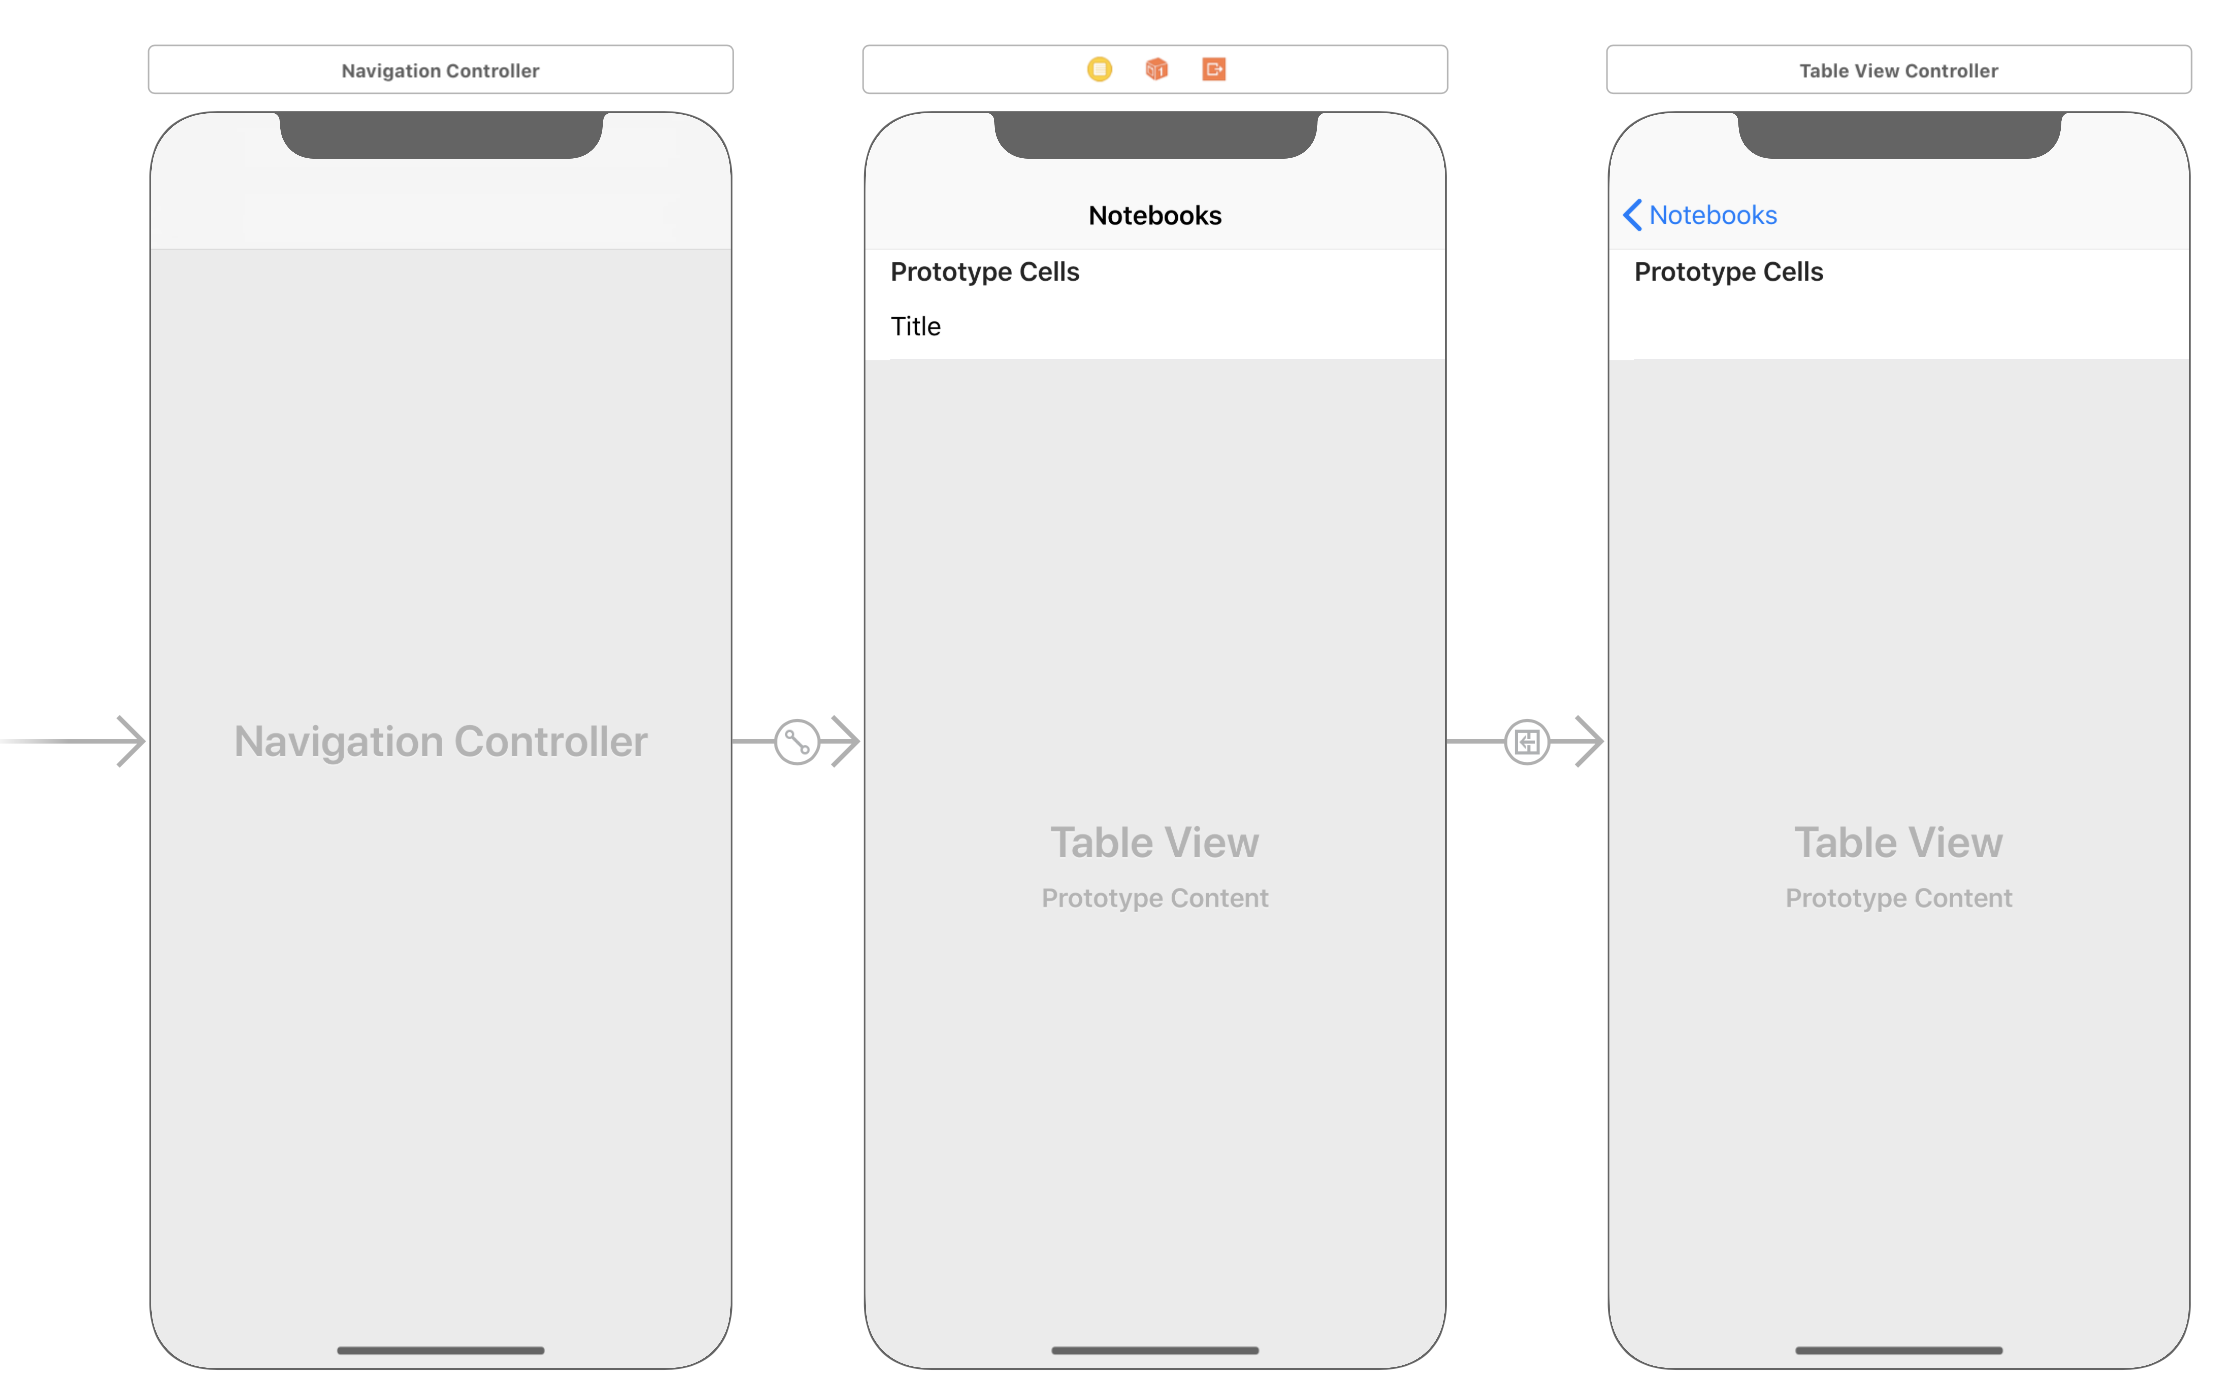 Navigation Controller
Navigation Controller
1
Notebooks
Prototype Cells
Title
Table View
Prototype Content
Table View Controller
Notebooks
Prototype Cells
Table View
Prototype Content